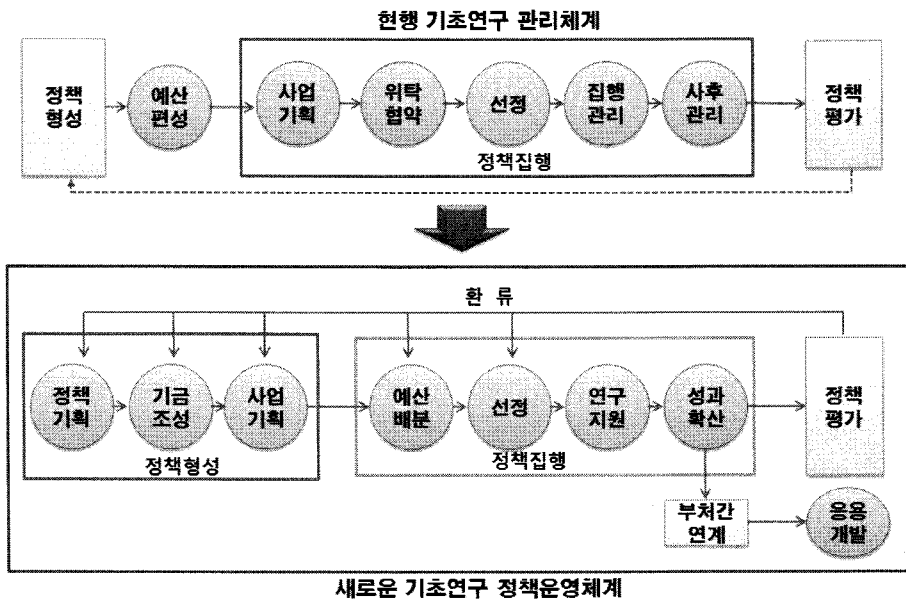 현행 기초연구 관리체계
정책
형성
예산
편성
사업
기획
위탁
협약
선정
집행
관리
사후
관리
정책집행
정책
평가
환 류
정책
기획
기금
조성
사업
기획
정책형성
예산
배분
선정
연구
지원
성과
확산
정책집행
정책
평가
부처간
연계
응용
개발
새로운 기초연구 정책운영체계